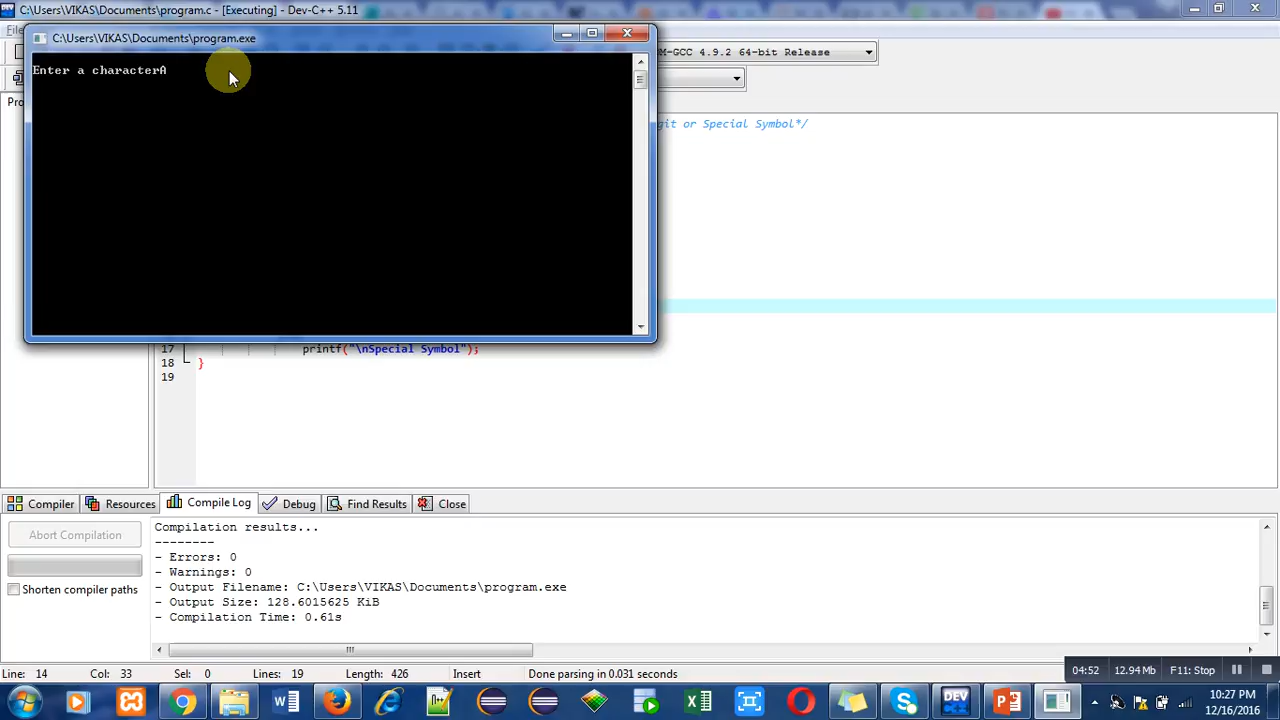 C:\Users\VIKAS\Documents\program.c - [Executing] - Dev-C++ 5.11
C:\Users\VIKAS\Documents\program.exe
M-GCC 4.9.2 64-bit Release
Enter a characterA
git or Special Symbol*/
17 printf("\nSpecial Symbol");
18 }
19
Compiler Resources Compile Log Debug Find Results Close
Abort Compilation
Shorten compiler paths
Compilation results...
--------
- Errors: 0
- Warnings: 0
- Output Filename: C:\Users\VIKAS\Documents\program.exe
- Output Size: 128.6015625 KiB
- Compilation Time: 0.61s
Line: 14 Col: 33 Sel: 0 Lines: 19 Length: 426 Insert Done parsing in 0.031 seconds
04:52 12.94 Mb F11: Stop
DEV
10:27 PM
12/16/2016